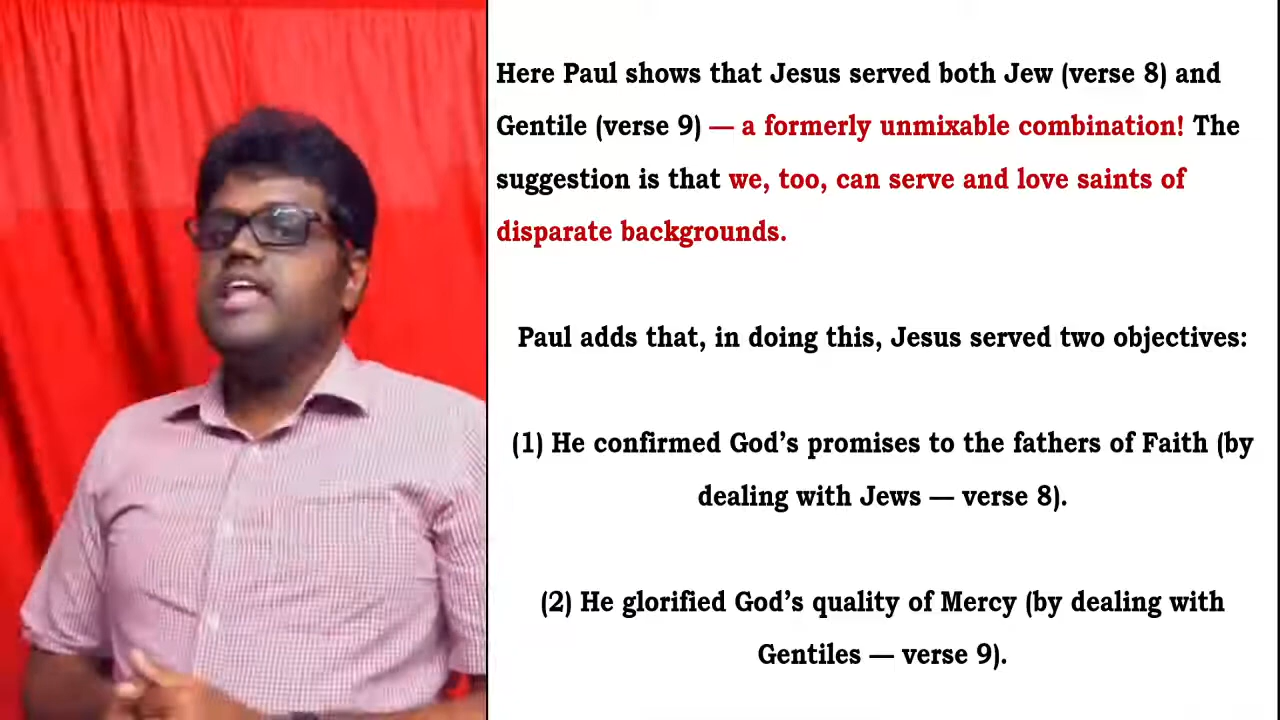 Here Paul shows that Jesus served both Jew (verse 8) and
Gentile (verse 9) — a formerly unmixable combination! The
suggestion is that we, too, can serve and love saints of
disparate backgrounds.
Paul adds that, in doing this, Jesus served two objectives:
(1) He confirmed God’s promises to the fathers of Faith (by
dealing with Jews — verse 8).
(2) He glorified God’s quality of Mercy (by dealing with
Gentiles — verse 9).